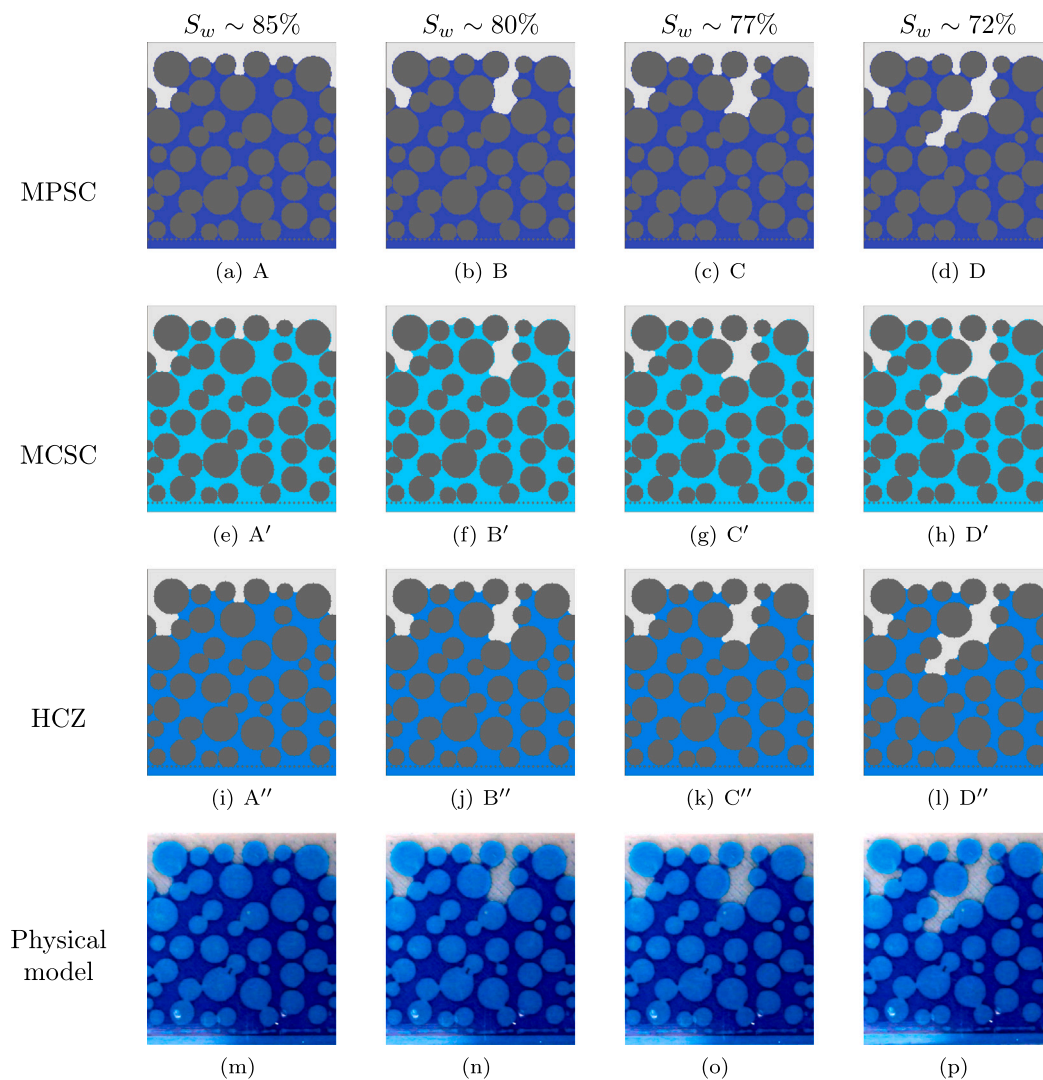 S_w ∼ 85% S_w ∼ 80% S_w ∼ 77% S_w ∼ 72%
MPSC
(a) A (b) B (c) C (d) D
MCSC
(e) A′ (f) B′ (g) C′ (h) D′
HCZ
(i) A′′ (j) B′′ (k) C′′ (l) D′′
Physical
model
(m) (n) (o) (p)